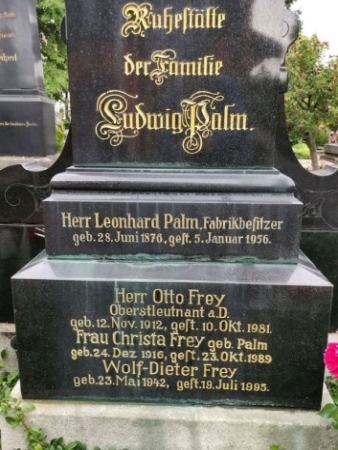 Ruhestätte
der Familie
Ludwig Palm.
Herr Leonhard Palm, Fabrikbesitzer
geb. 28. Juni 1876, gest. 5. Januar 1956.
Herr Otto Frey
Oberstleutnant a.D.
geb. 12. Nov. 1912, gest. 10. Okt. 1981.
Frau Christa Frey geb. Palm
geb. 24. Dez 1916, gest. 23. Okt 1989
Wolf-Dieter Frey
geb. 23. Mai 1942, gest. 18. Juli 1995.